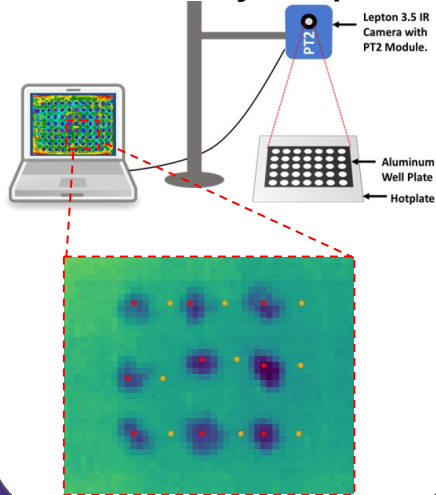 Lepton 3.5 IR
Camera with
PT2 Module.
PT2
Aluminum
Well Plate
Hotplate